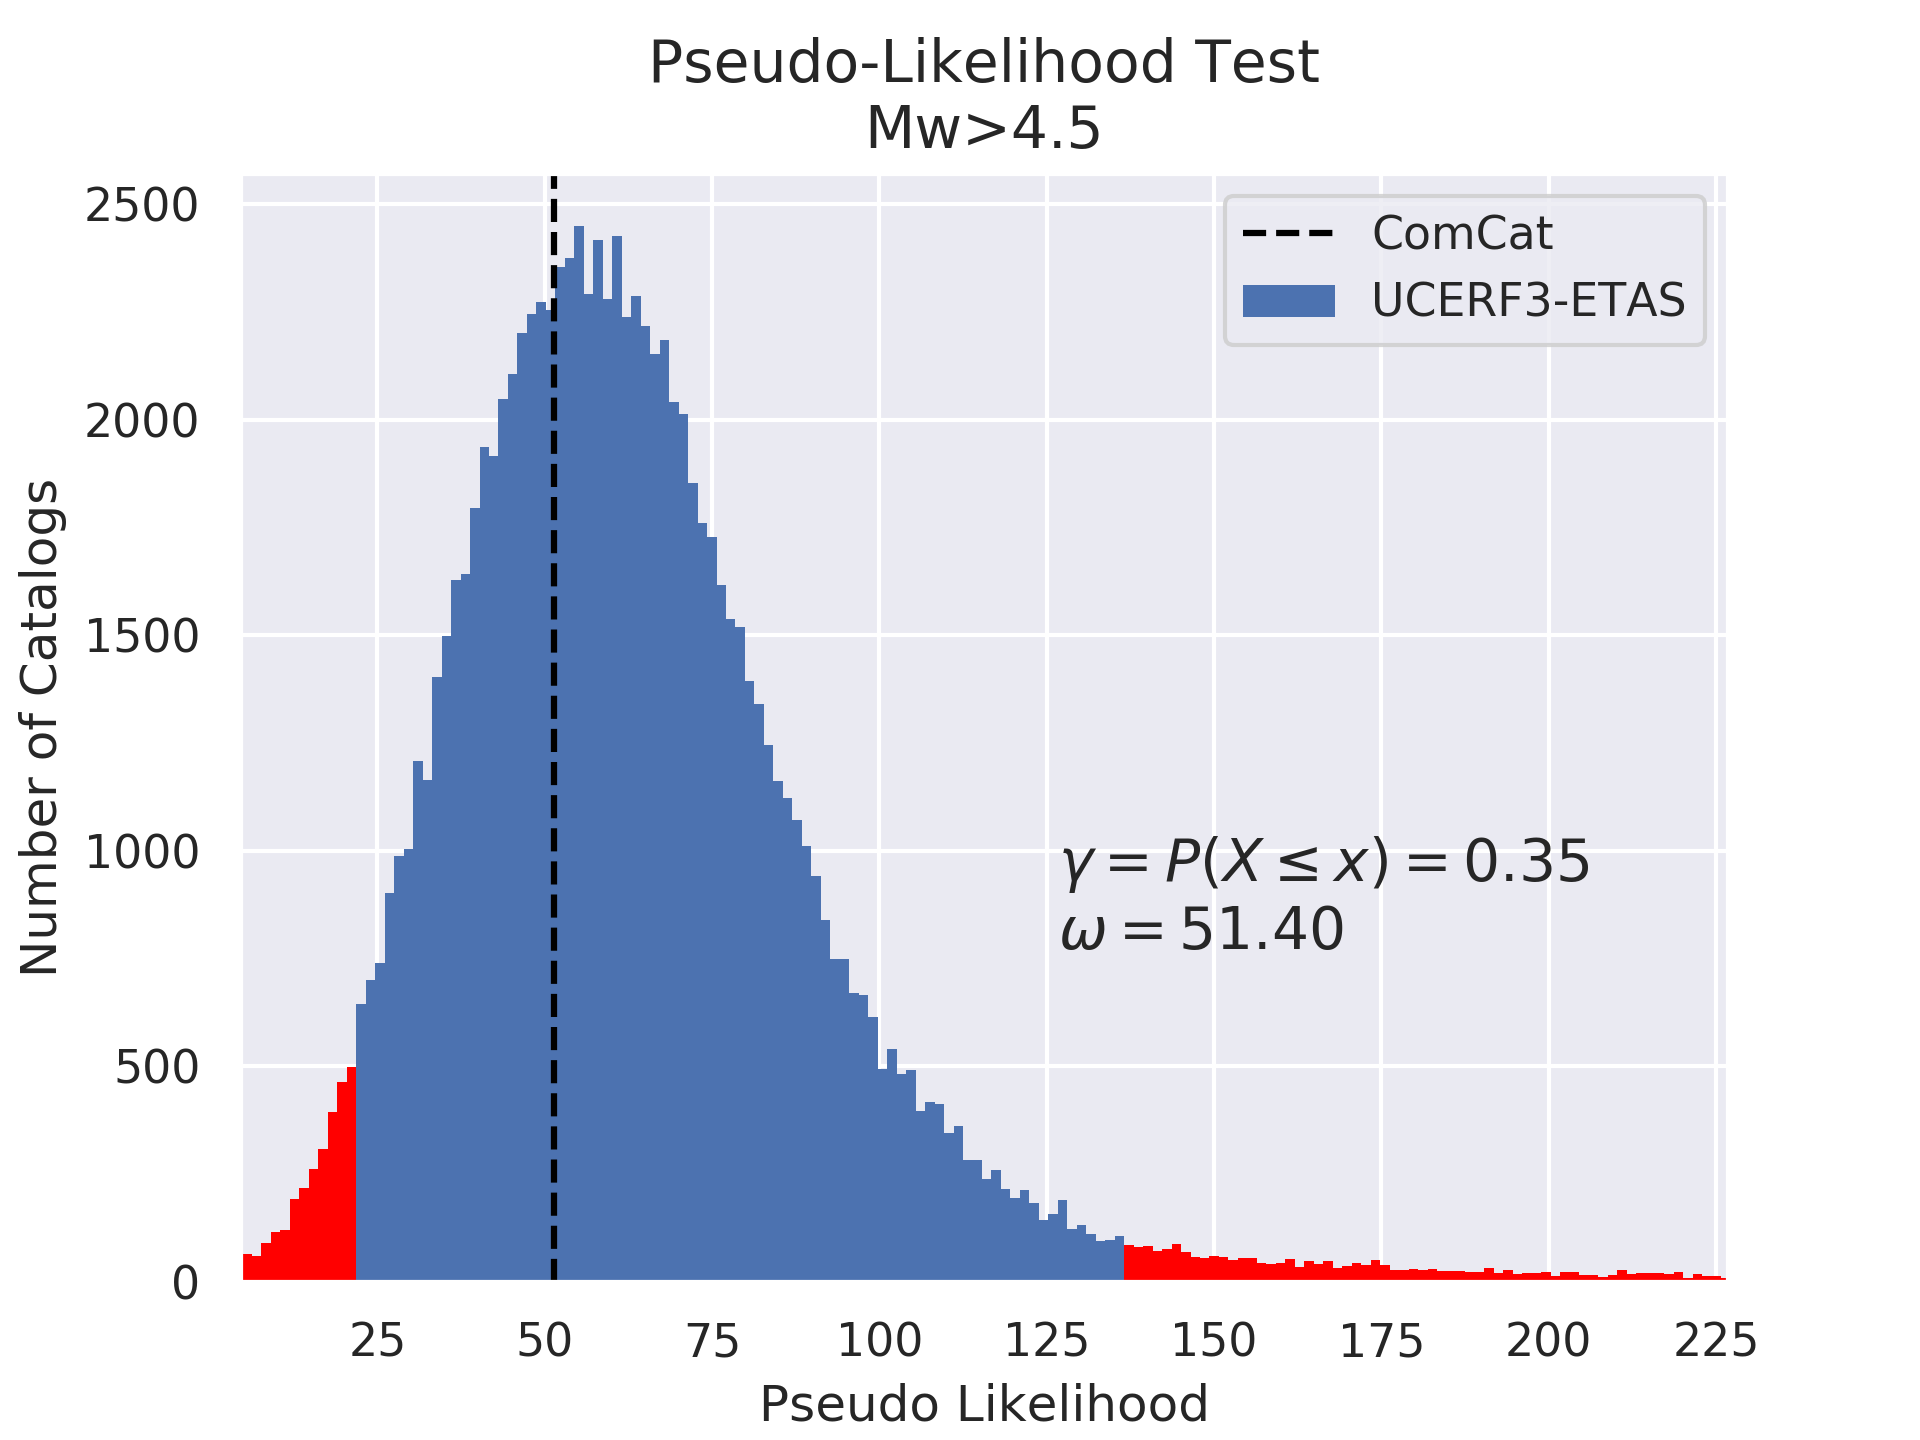 Pseudo-Likelihood Test
Mw>4.5
2500
2000
1500
1000
500
0
Number of Catalogs
ComCat
UCERF3-ETAS
γ = P(X ≤ x) = 0.35
ω = 51.40
25 50 75 100 125 150 175 200 225
Pseudo Likelihood